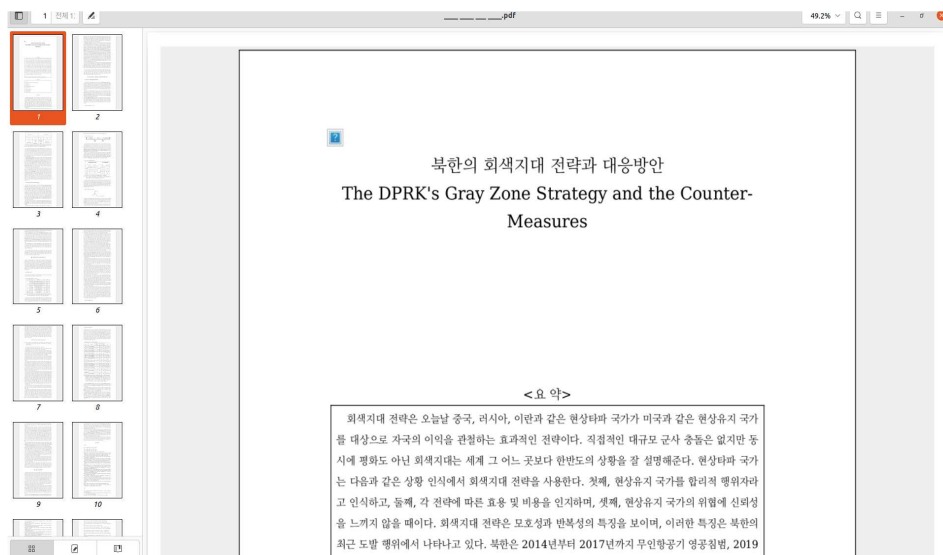 1 전체 1:
___ __ __ ___.pdf
49.2%
북한의 회색지대 전략과 대응방안
The DPRK's Gray Zone Strategy and the Counter-
Measures
<요 약>
회색지대 전략은 오늘날 중국, 러시아, 이란과 같은 현상타파 국가가 미국과 같은 현상유지 국가
를 대상으로 자국의 이익을 관철하는 효과적인 전략이다. 직접적인 대규모 군사 충돌은 없지만 동
시에 평화도 아닌 회색지대는 세계 그 어느 곳보다 한반도의 상황을 잘 설명해준다. 현상타파 국가
는 다음과 같은 상황 인식에서 회색지대 전략을 사용한다. 첫째, 현상유지 국가를 합리적 행위자라
고 인식하고, 둘째, 각 전략에 따른 효용 및 비용을 인지하며, 셋째, 현상유지 국가의 위협에 신뢰성
을 느끼지 않을 때이다. 회색지대 전략은 모호성과 반복성의 특징을 보이며, 이러한 특징은 북한의
최근 도발 행위에서 나타나고 있다. 북한은 2014년부터 2017년까지 무인항공기 영공침범, 2019
1
2
3
4
5
6
7
8
9
10